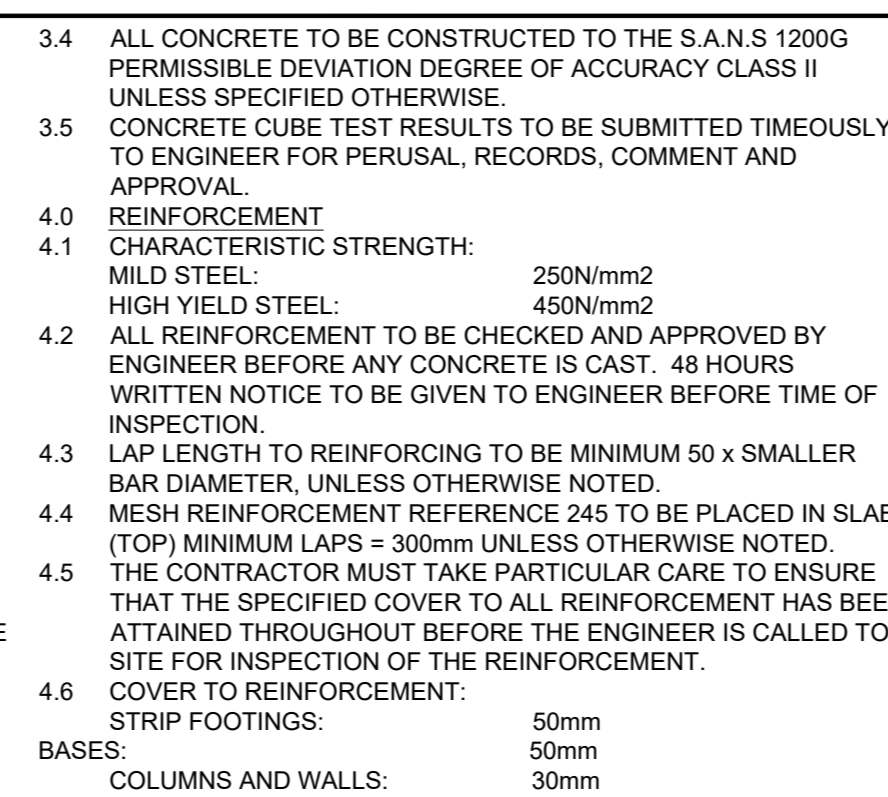 3.4 ALL CONCRETE TO BE CONSTRUCTED TO THE S.A.N.S 1200G
PERMISSIBLE DEVIATION DEGREE OF ACCURACY CLASS II
UNLESS SPECIFIED OTHERWISE.
3.5 CONCRETE CUBE TEST RESULTS TO BE SUBMITTED TIMEOUSLY
TO ENGINEER FOR PERUSAL, RECORDS, COMMENT AND
APPROVAL.
4.0 REINFORCEMENT
4.1 CHARACTERISTIC STRENGTH:
MILD STEEL: 250N/mm2
HIGH YIELD STEEL: 450N/mm2
4.2 ALL REINFORCEMENT TO BE CHECKED AND APPROVED BY
ENGINEER BEFORE ANY CONCRETE IS CAST. 48 HOURS
WRITTEN NOTICE TO BE GIVEN TO ENGINEER BEFORE TIME OF
INSPECTION.
4.3 LAP LENGTH TO REINFORCING TO BE MINIMUM 50 x SMALLER
BAR DIAMETER, UNLESS OTHERWISE NOTED.
4.4 MESH REINFORCEMENT REFERENCE 245 TO BE PLACED IN SLAB
(TOP) MINIMUM LAPS = 300mm UNLESS OTHERWISE NOTED.
4.5 THE CONTRACTOR MUST TAKE PARTICULAR CARE TO ENSURE
THAT THE SPECIFIED COVER TO ALL REINFORCEMENT HAS BEE
E ATTAINED THROUGHOUT BEFORE THE ENGINEER IS CALLED TO
SITE FOR INSPECTION OF THE REINFORCEMENT.
4.6 COVER TO REINFORCEMENT:
STRIP FOOTINGS: 50mm
BASES: 50mm
COLUMNS AND WALLS: 30mm